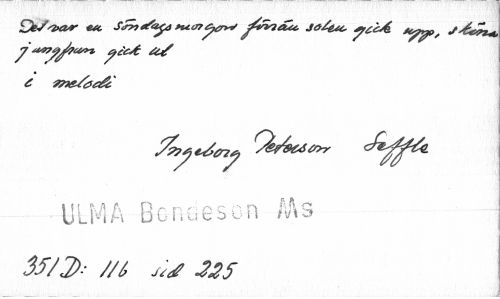 Det var en söndagsmorgon förrän solen gick upp, sköna
jungfrun gick ut
i melodi
Ingeborg Peterson Seffle
ULMA Bondeson Ms
351 D: 116 sid 225